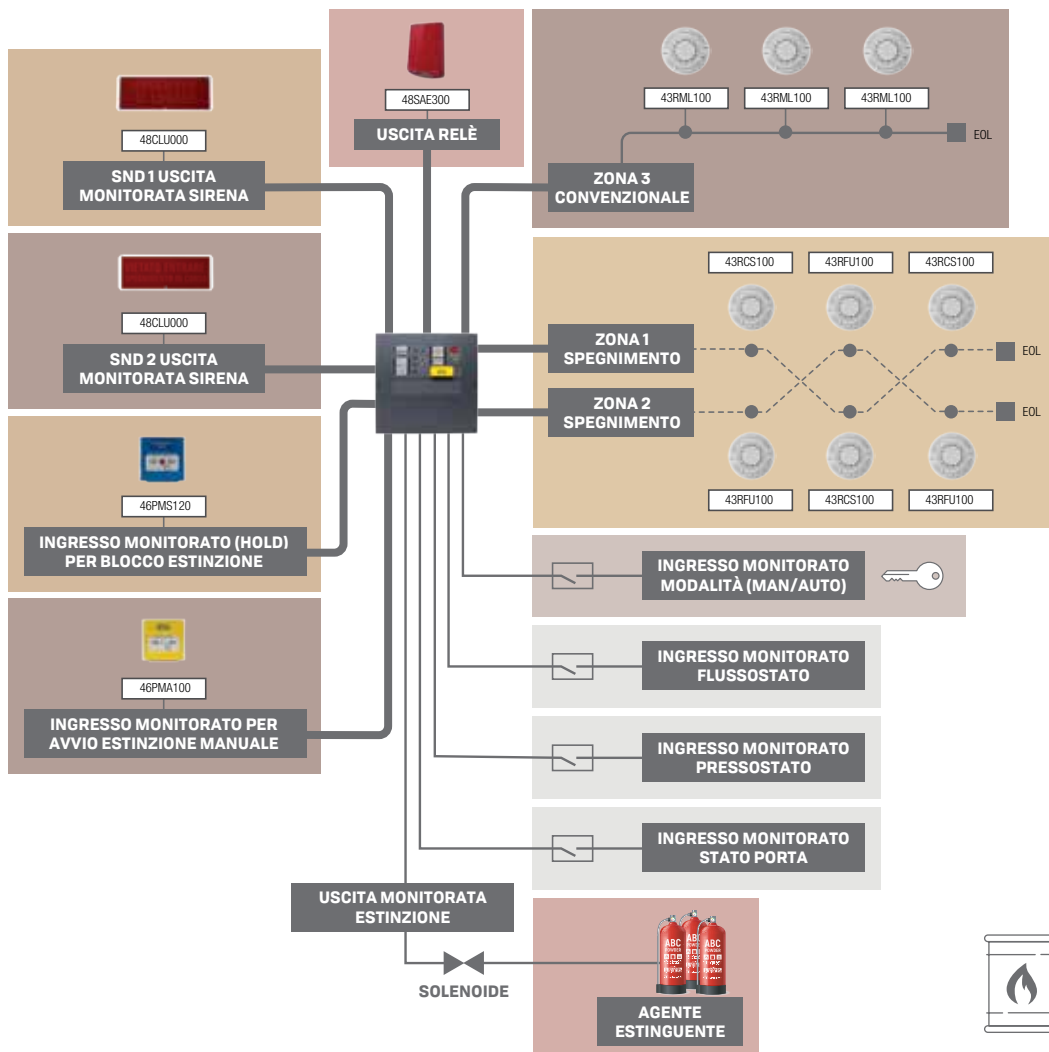 48CLU000
SND 1 USCITA
MONITORATA SIRENA
48SAE300
USCITA RELÈ
43RML100
43RML100
43RML100
EOL
ZONA 3
CONVENZIONALE
48CLU000
SND 2 USCITA
MONITORATA SIRENA
43RCS100
43RFU100
43RCS100
ZONA 1
SPEGNIMENTO
EOL
ZONA 2
SPEGNIMENTO
EOL
43RFU100
43RCS100
43RFU100
46PMS120
INGRESSO MONITORATO (HOLD)
PER BLOCCO ESTINZIONE
46PMA100
INGRESSO MONITORATO PER
AVVIO ESTINZIONE MANUALE
INGRESSO MONITORATO
MODALITÀ (MAN/AUTO)
INGRESSO MONITORATO
FLUSSOSTATO
INGRESSO MONITORATO
PRESSOSTATO
INGRESSO MONITORATO
STATO PORTA
USCITA MONITORATA
ESTINZIONE
SOLENOIDE
ABC
POWDER
ABC
ABC
POWDER
AGENTE
ESTINGUENTE